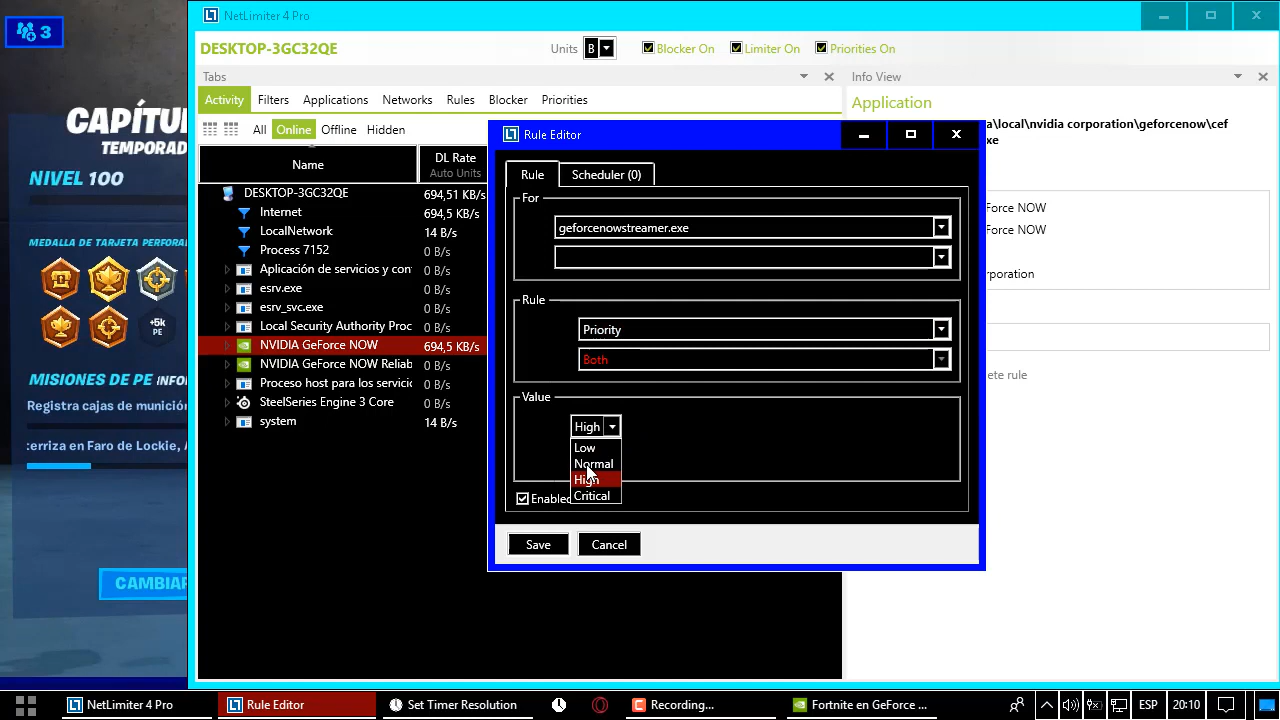 3
CAPÍTU
TEMPORAD
NIVEL 100
MEDALLA DE TARJETA PERFORA
+5k
PE
MISIONES DE PE INFO
Registra cajas de munición
:erriza en Faro de Lockie, A
CAMBIAR
NetLimiter 4 Pro
DESKTOP-3GC32QE
Units B
Blocker On
Limiter On
Priorities On
Tabs
Activity Filters Applications Networks Rules Blocker Priorities
All Online Offline Hidden
Name
DL Rate
Auto Units
DESKTOP-3GC32QE 694,51 KB/s
Internet 694,5 KB/s
LocalNetwork 14 B/s
Process 7152 0 B/s
Aplicación de servicios y con 0 B/s
esrv.exe 0 B/s
esrv_svc.exe 0 B/s
Local Security Authority Proc 0 B/s
NVIDIA GeForce NOW 694,5 KB/s
NVIDIA GeForce NOW Reliab 0 B/s
Proceso host para los servicio 0 B/s
SteelSeries Engine 3 Core 0 B/s
system 14 B/s
Info View
Application
a\local\nvidia corporation\geforcenow\cef
xe
Force NOW
Force NOW
rporation
ete rule
Rule Editor
Rule Scheduler (0)
For
geforcenowstreamer.exe
Rule
Priority
Both
Value
High
Low
Normal
High
Critical
Enabled
Save Cancel
NetLimiter 4 Pro
Rule Editor
Set Timer Resolution
Recording...
Fortnite en GeForce ...
ESP
20:10